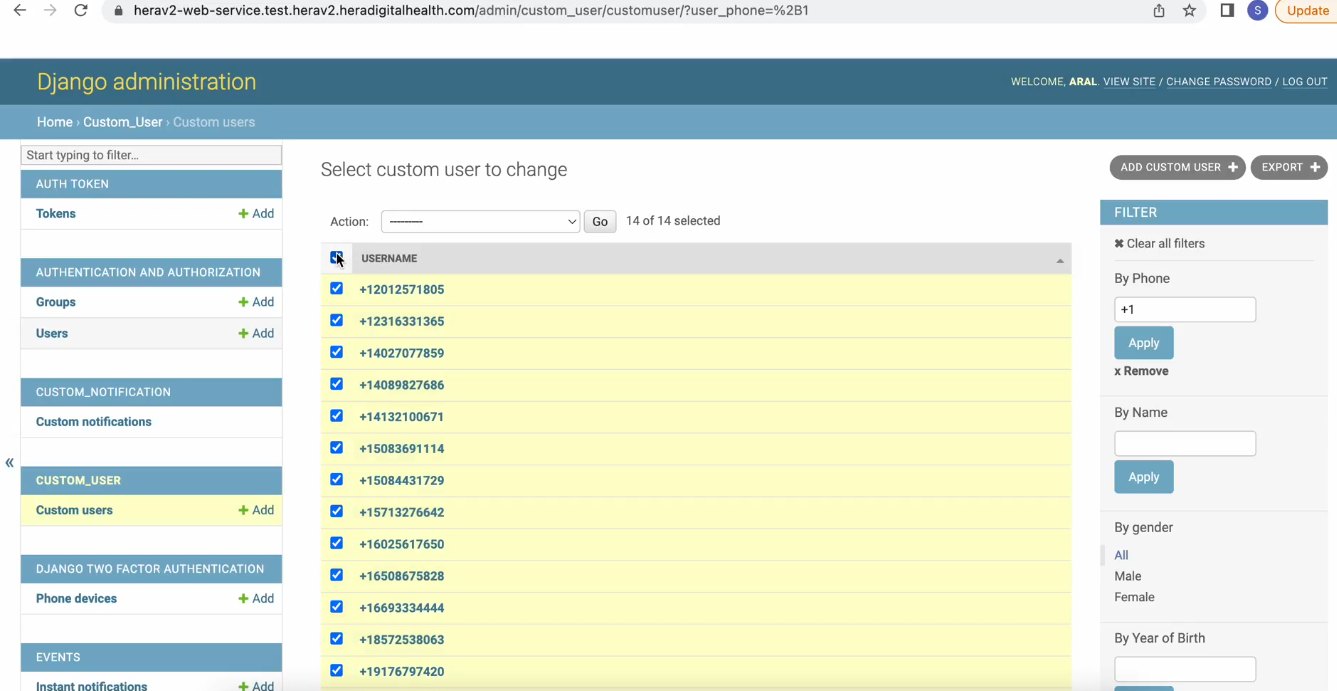 herav2-web-service.test.herav2.heradigitalhealth.com/admin/custom_user/customuser/?user_phone=%2B1
S
Update
Django administration
WELCOME, ARAL. VIEW SITE / CHANGE PASSWORD / LOG OUT
Home › Custom_User › Custom users
Start typing to filter...
AUTH TOKEN
Tokens
+ Add
AUTHENTICATION AND AUTHORIZATION
Groups
+ Add
Users
+ Add
CUSTOM_NOTIFICATION
Custom notifications
«
CUSTOM_USER
Custom users
+ Add
DJANGO TWO FACTOR AUTHENTICATION
Phone devices
+ Add
EVENTS
Instant notifications
+ Add
Select custom user to change
ADD CUSTOM USER +
EXPORT +
Action:
---------
Go
14 of 14 selected
USERNAME
+12012571805
+12316331365
+14027077859
+14089827686
+14132100671
+15083691114
+15084431729
+15713276642
+16025617650
+16508675828
+16693334444
+18572538063
+19176797420
FILTER
✖ Clear all filters
By Phone
+1
Apply
x Remove
By Name
Apply
By gender
All
Male
Female
By Year of Birth